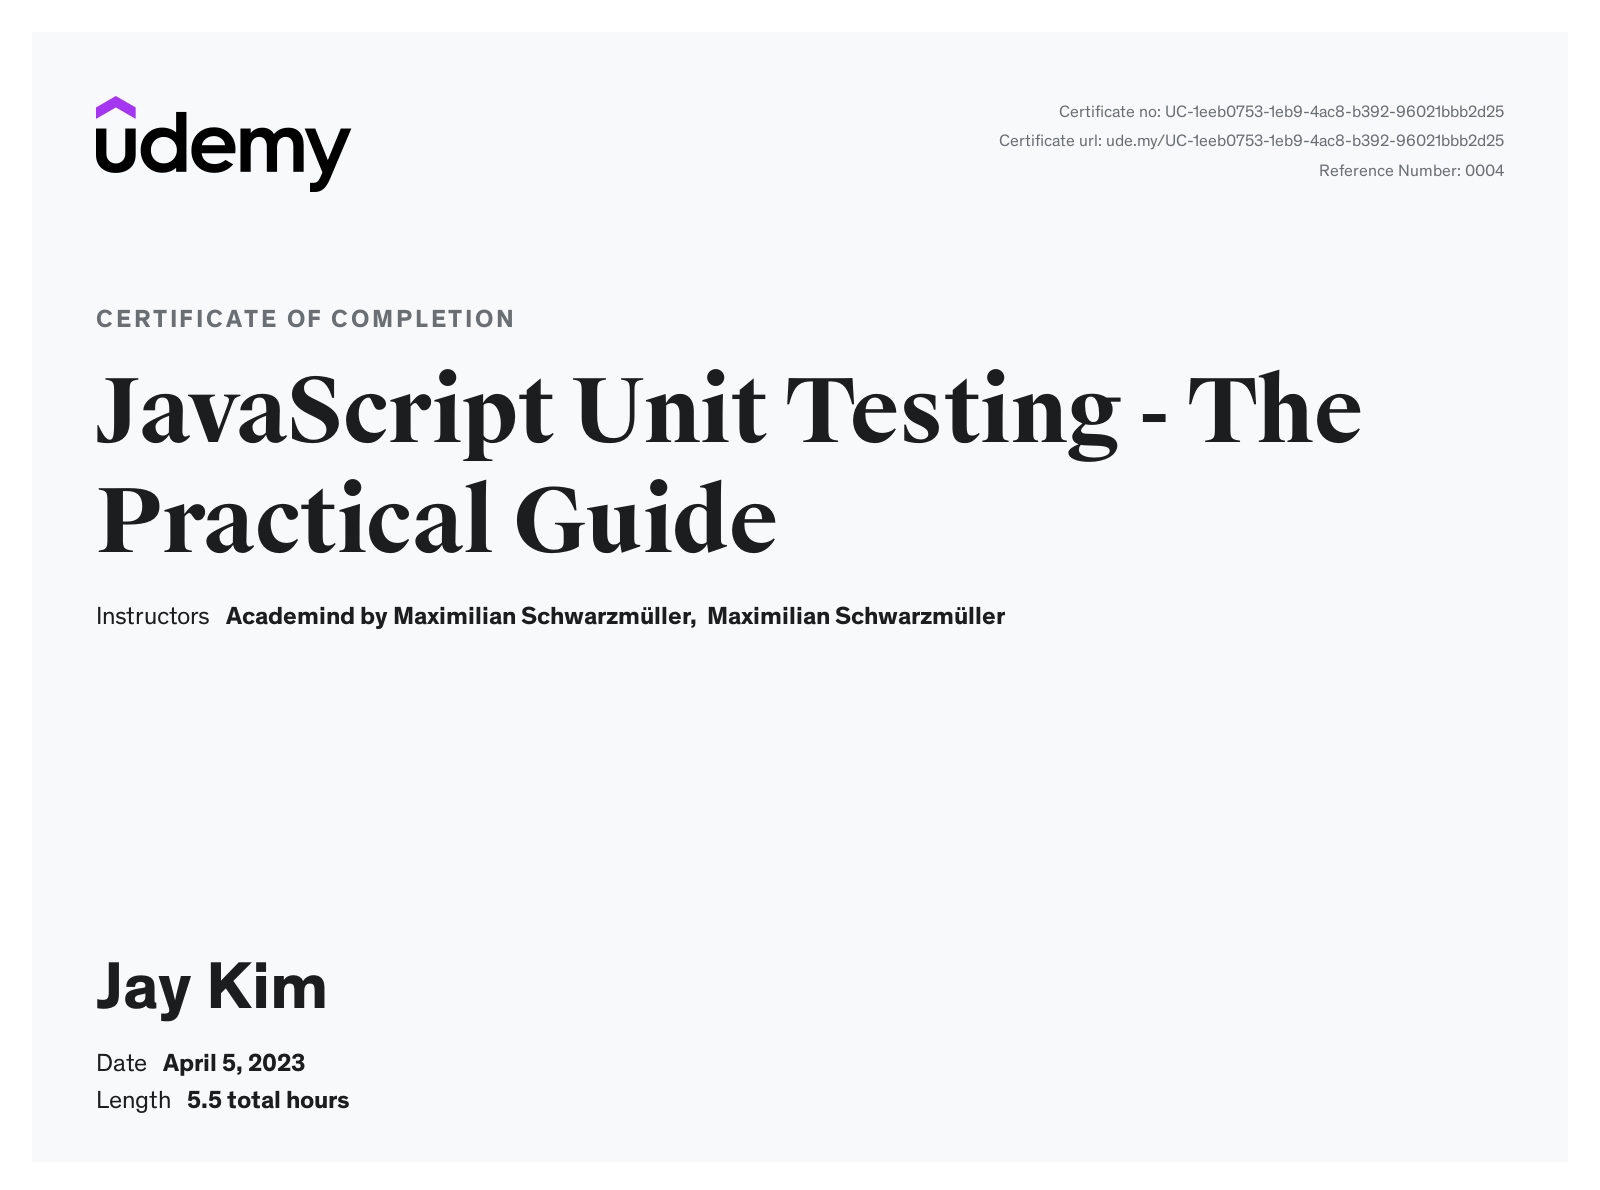 udemy
Certificate no: UC-1eeb0753-1eb9-4ac8-b392-96021bbb2d25
Certificate url: ude.my/UC-1eeb0753-1eb9-4ac8-b392-96021bbb2d25
Reference Number: 0004
CERTIFICATE OF COMPLETION
JavaScript Unit Testing - The
Practical Guide
Instructors Academind by Maximilian Schwarzmüller, Maximilian Schwarzmüller
Jay Kim
Date April 5, 2023
Length 5.5 total hours